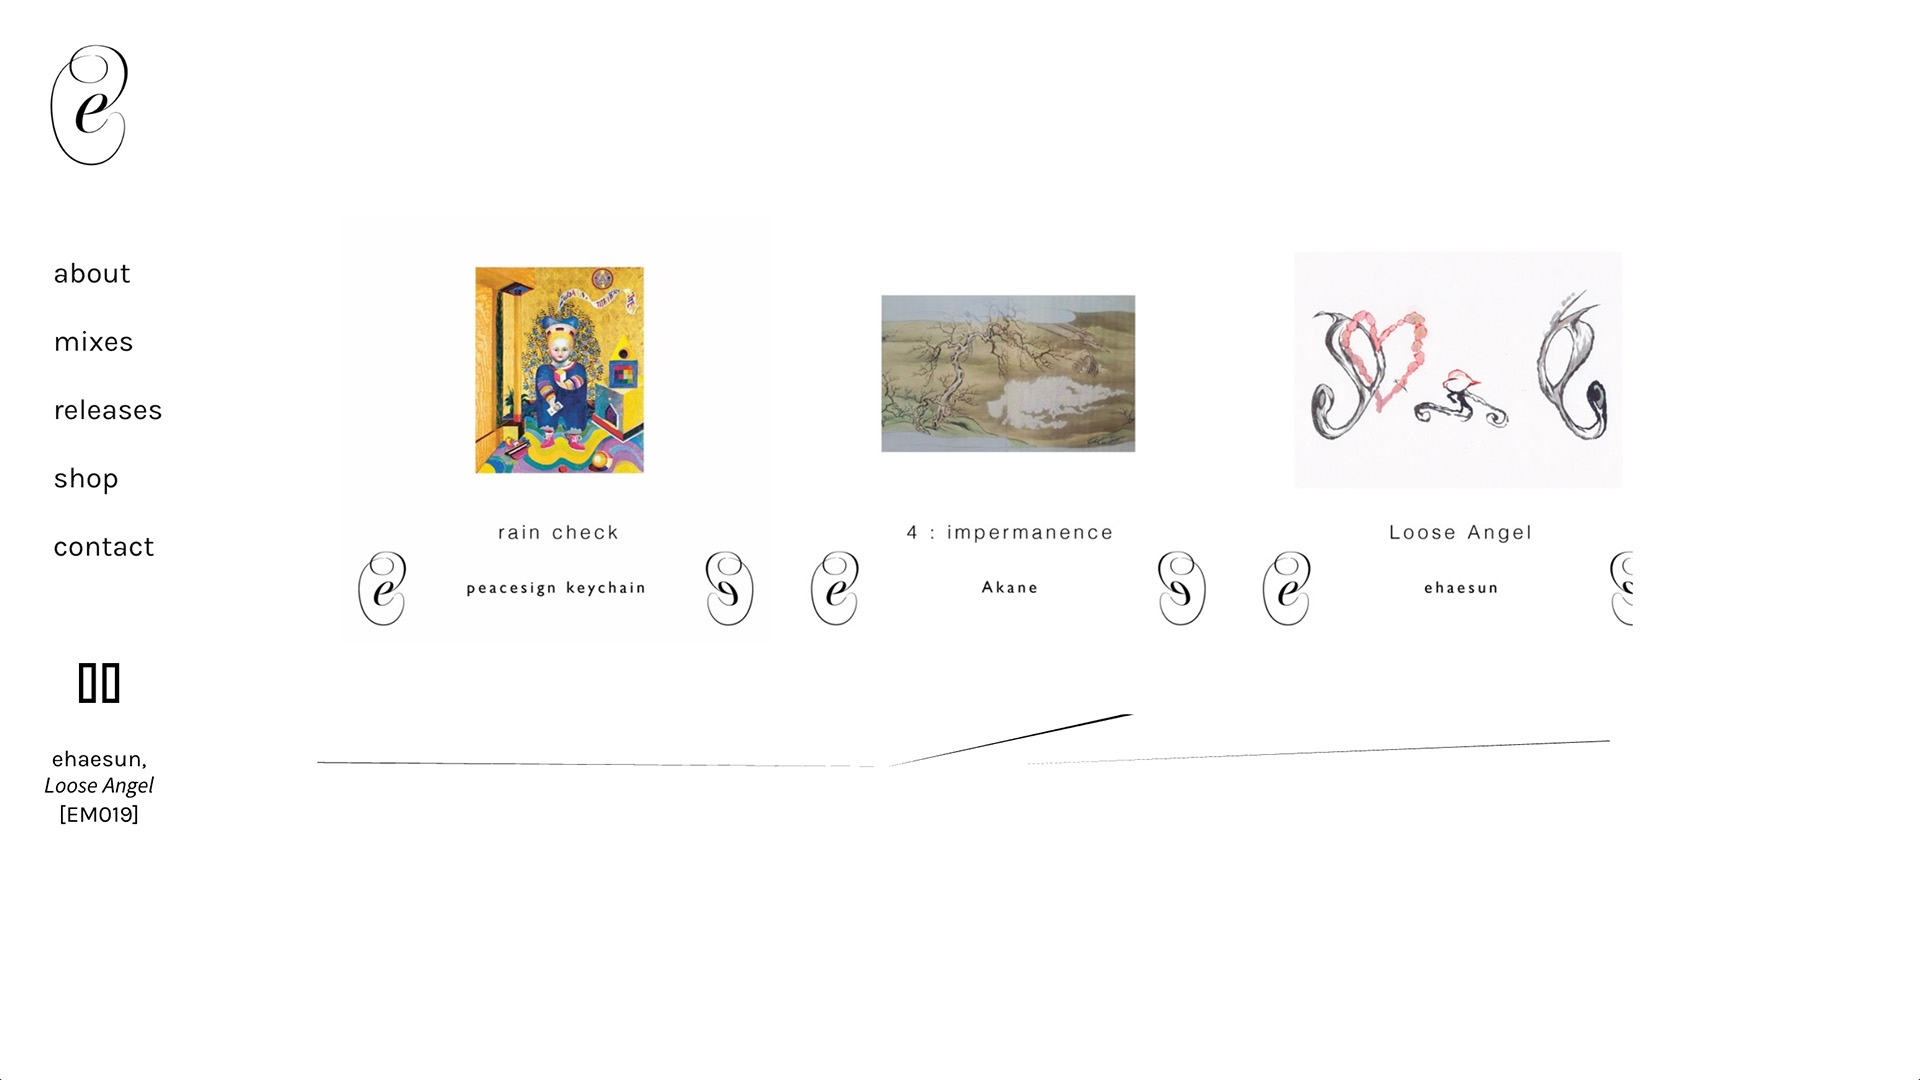 e
about
mixes
releases
shop
contact
ehaesun,
Loose Angel
[EM019]
rain check
e peacesign keychain e
4 : impermanence
e Akane e
Loose Angel
e ehaesun